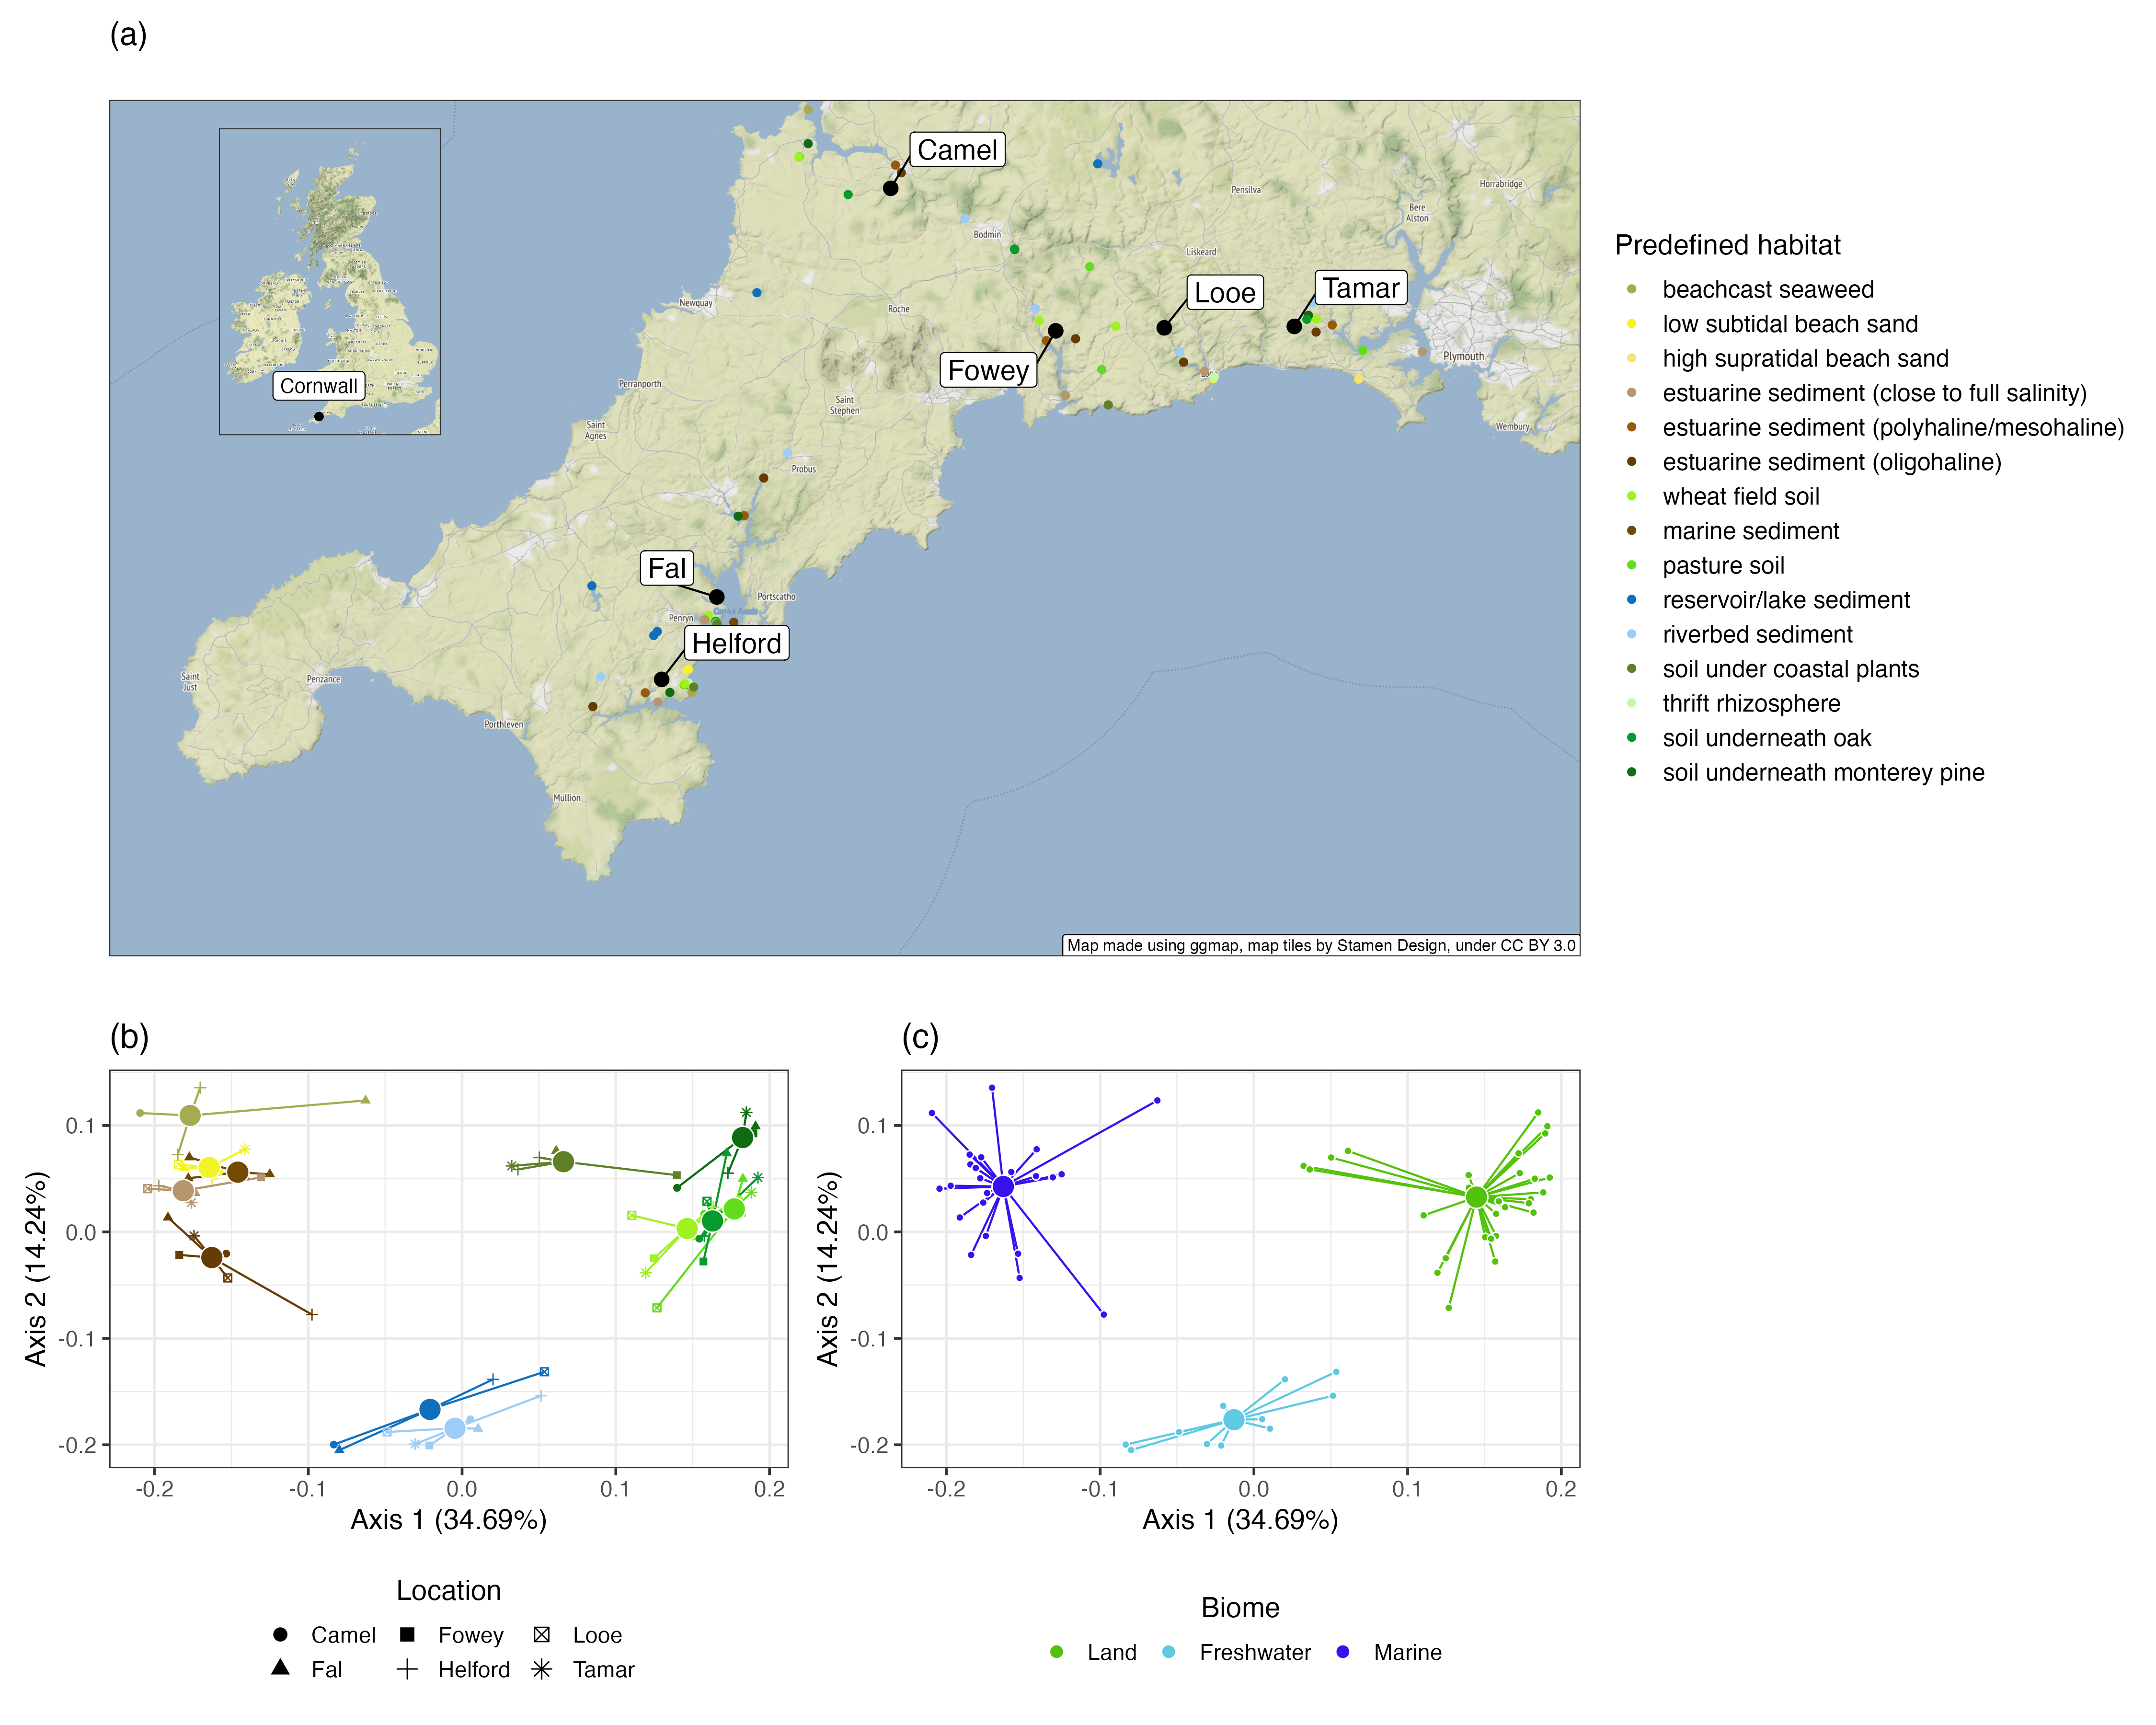 (a)
Camel
Pensilva
Horrabridge
Bere
Alston
Bodmin
Liskeard
Cornwall
Newquay
Roche
Looe
Tamar
Fowey
Plymouth
Perranporth
Saint
Stephen
Saint
Agnes
Wembury
Probus
Fal
Portscatho
Carrick Roads
Penryn
Helford
Saint
Just
Penzance
Porthleven
Mullion
Map made using ggmap, map tiles by Stamen Design, under CC BY 3.0
Predefined habitat
beachcast seaweed
low subtidal beach sand
high supratidal beach sand
estuarine sediment (close to full salinity)
estuarine sediment (polyhaline/mesohaline)
estuarine sediment (oligohaline)
wheat field soil
marine sediment
pasture soil
reservoir/lake sediment
riverbed sediment
soil under coastal plants
thrift rhizosphere
soil underneath oak
soil underneath monterey pine
(b)
Axis 2 (14.24%)
0.1
0.0
-0.1
-0.2
-0.2 -0.1 0.0 0.1 0.2
Axis 1 (34.69%)
Location
Camel Fowey Looe
Fal Helford Tamar
(c)
Axis 2 (14.24%)
0.1
0.0
-0.1
-0.2
-0.2 -0.1 0.0 0.1 0.2
Axis 1 (34.69%)
Biome
Land Freshwater Marine